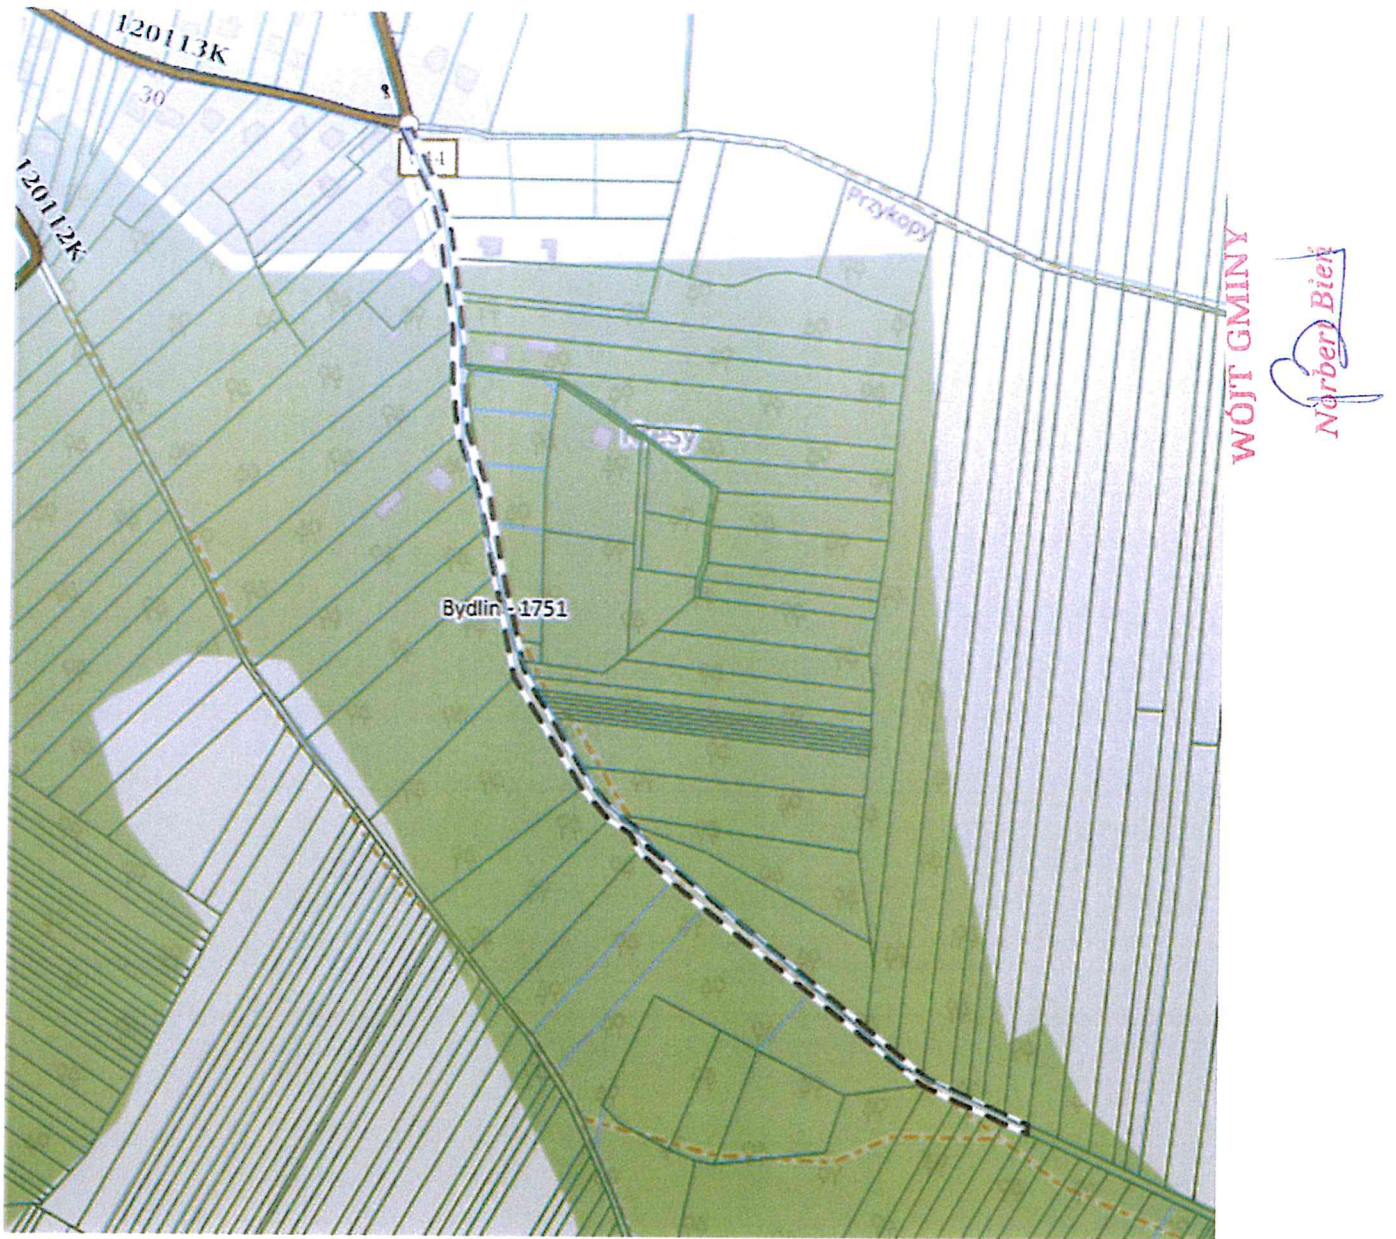 120113K
30
120112K
Przykopy
Bydlin - 1751
WÓJT GMINY
Norbert Bień